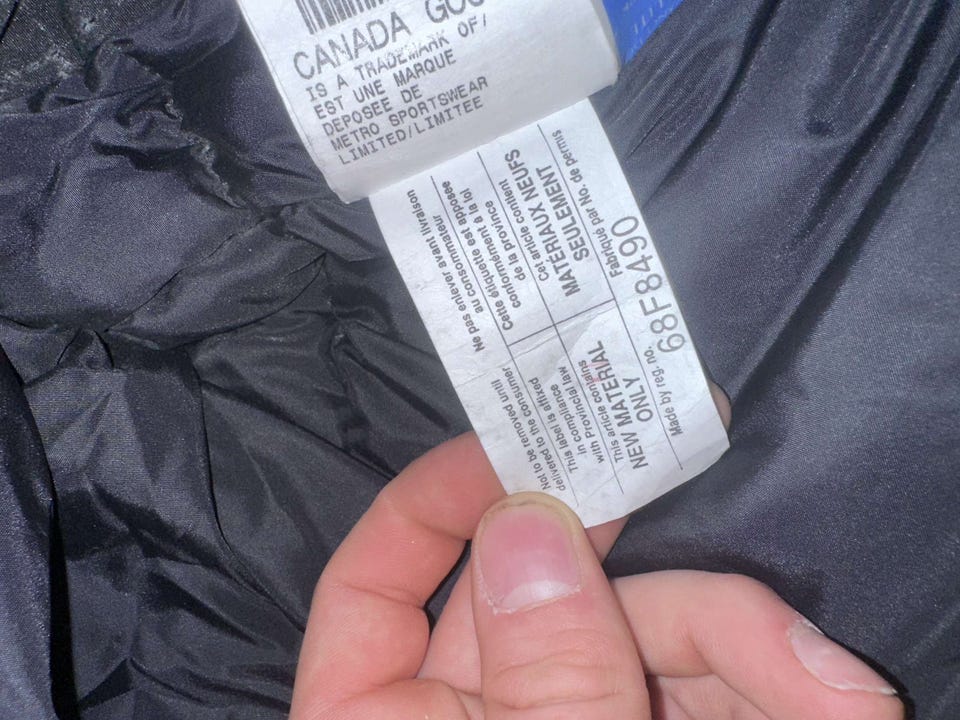 CANADA GOO
IS A TRADEMARK OF/
EST UNE MARQUE
DEPOSEE DE
METRO SPORTSWEAR
LIMITED/LIMITEE
Ne pas enlever avant livraison
au consommateur
Cette étiquette est apposée
conformément à la loi
de la province
Cet article contient
MATÉRIAUX NEUFS
SEULEMENT
Fabriqué par No. de permis
Not to be removed until
delivered to the consumer
This label is affixed
in compliance
with Provincial law
This article contains
NEW MATERIAL
ONLY
Made by reg. no.
68F8490